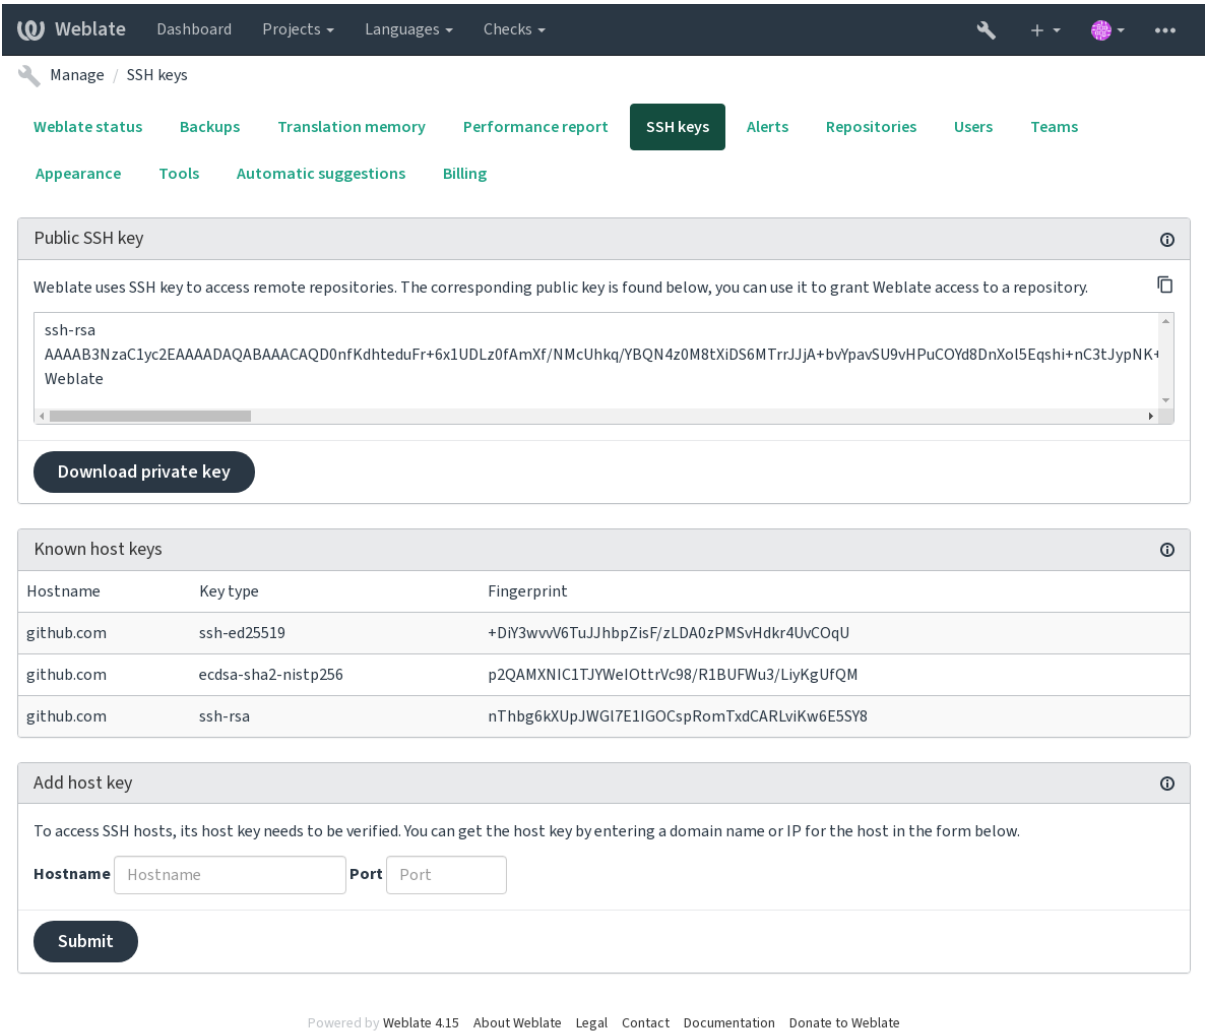 Weblate Dashboard Projects Languages Checks
Manage / SSH keys
Weblate status Backups Translation memory Performance report SSH keys Alerts Repositories Users Teams
Appearance Tools Automatic suggestions Billing
Public SSH key
Weblate uses SSH key to access remote repositories. The corresponding public key is found below, you can use it to grant Weblate access to a repository.
ssh-rsa
AAAAB3NzaC1yc2EAAAADAQABAAACAQD0nfKdhteduFr+6x1UDLz0fAmXf/NMcUhkq/YBQN4z0M8tXiDS6MTrrJJjA+bvYpavSU9vHPuCOYd8DnXol5Eqshi+nC3tJypNK+
Weblate
Download private key
Known host keys
Hostname Key type Fingerprint
github.com ssh-ed25519 +DiY3wvvV6TuJJhbpZisF/zLDA0zPMSvHdkr4UvCOqU
github.com ecdsa-sha2-nistp256 p2QAMXNIC1TJYWeIOttrVc98/R1BUFWu3/LiyKgUfQM
github.com ssh-rsa nThbg6kXUpJWGl7E1IGOCspRomTxdCARLviKw6E5SY8
Add host key
To access SSH hosts, its host key needs to be verified. You can get the host key by entering a domain name or IP for the host in the form below.
Hostname Hostname Port Port
Submit
Powered by Weblate 4.15 About Weblate Legal Contact Documentation Donate to Weblate